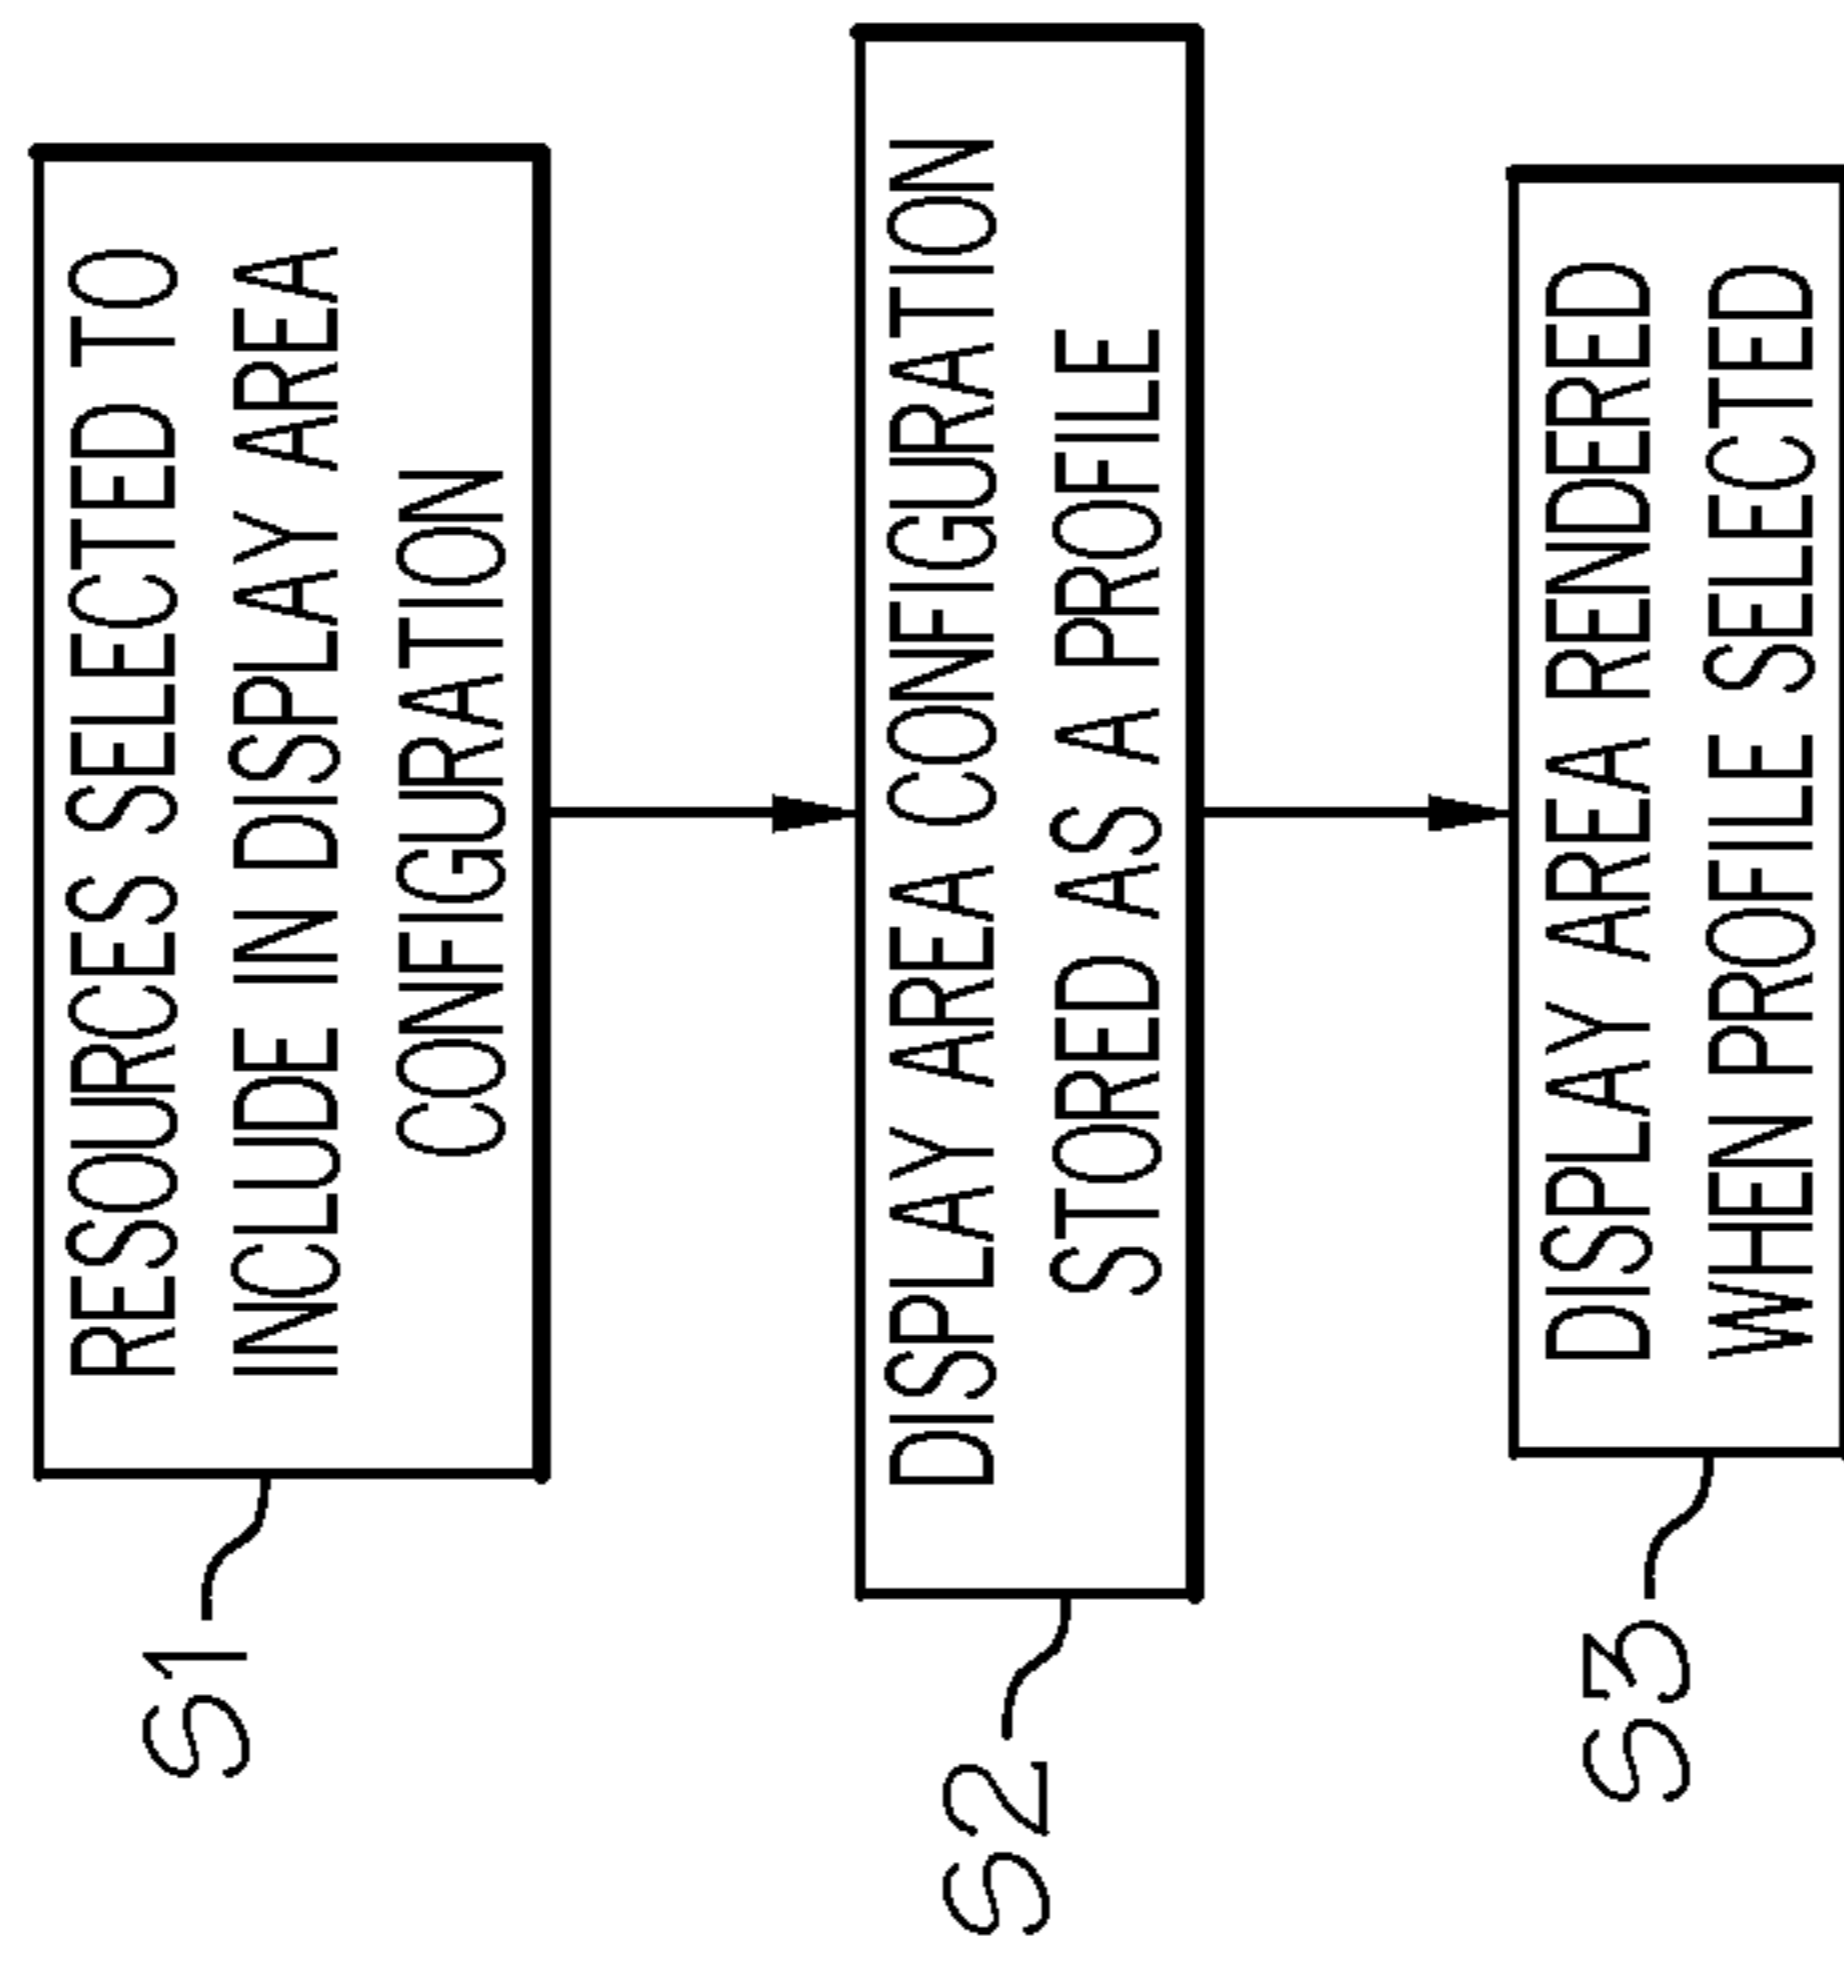 S1
RESOURCES SELECTED TO
INCLUDE IN DISPLAY AREA
CONFIGURATION
S2
DISPLAY AREA CONFIGURATION
STORED AS A PROFILE
S3
DISPLAY AREA RENDERED
WHEN PROFILE SELECTED